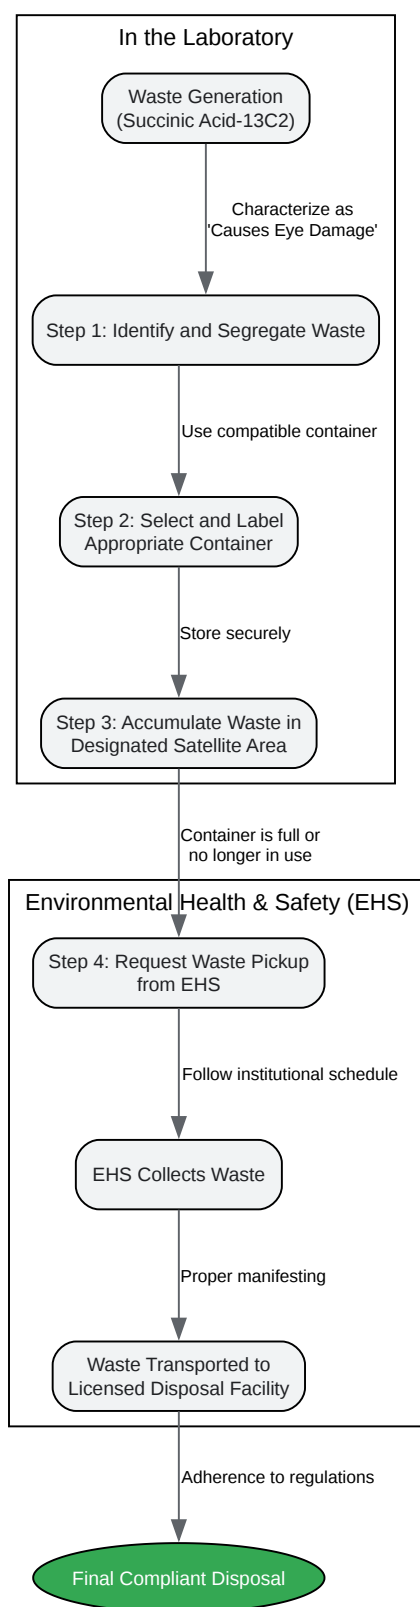 In the Laboratory
Waste Generation
(Succinic Acid-13C2)
Characterize as
'Causes Eye Damage'
Step 1: Identify and Segregate Waste
Use compatible container
Step 2: Select and Label
Appropriate Container
Store securely
Step 3: Accumulate Waste in
Designated Satellite Area
Container is full or
no longer in use
Environmental Health & Safety (EHS)
Step 4: Request Waste Pickup
from EHS
Follow institutional schedule
EHS Collects Waste
Proper manifesting
Waste Transported to
Licensed Disposal Facility
Adherence to regulations
Final Compliant Disposal